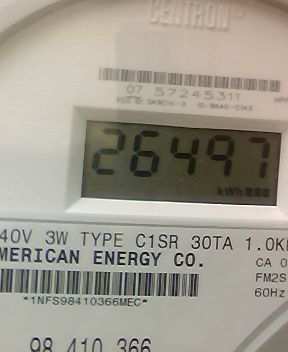 CENTRON®
07 57245311
26497
kWh
40V 3W TYPE C1SR 30TA 1.0K
MERICAN ENERGY CO.
CA 0
FM2S
60Hz
*1NFS98410366MEC*
98 410 366